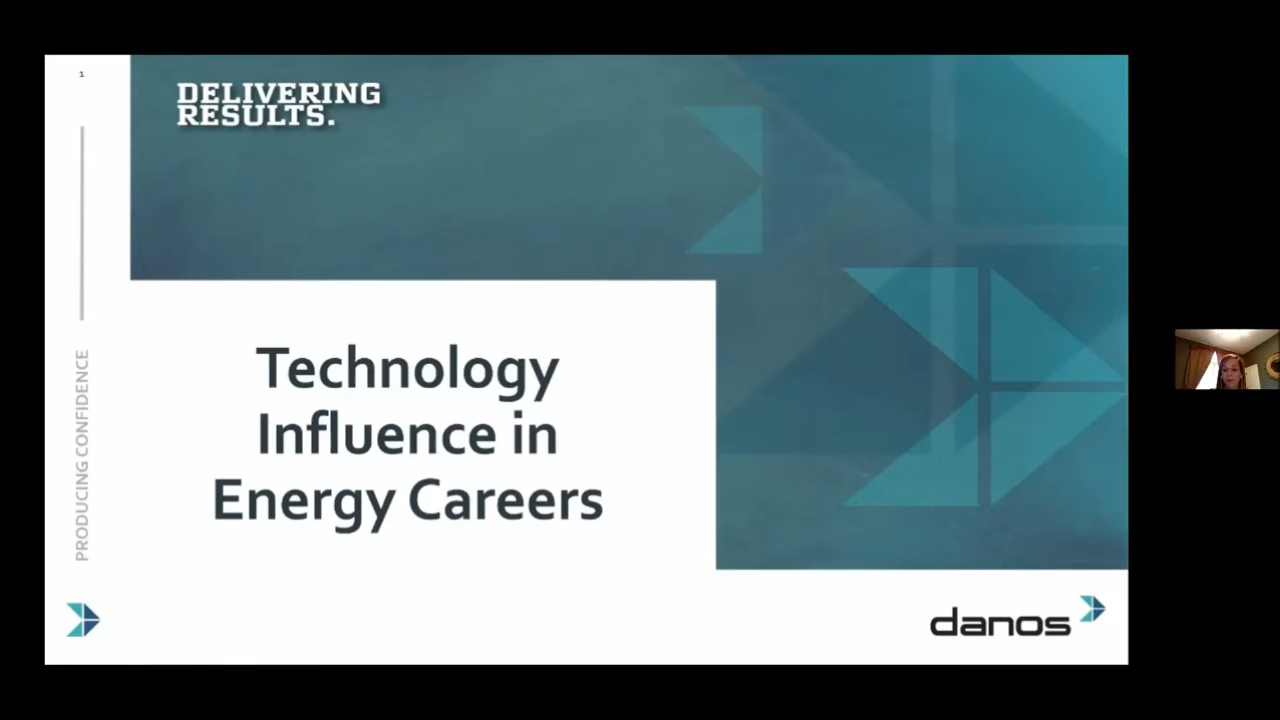 1
DELIVERING
RESULTS.
Technology
Influence in
Energy Careers
PRODUCING CONFIDENCE
danos